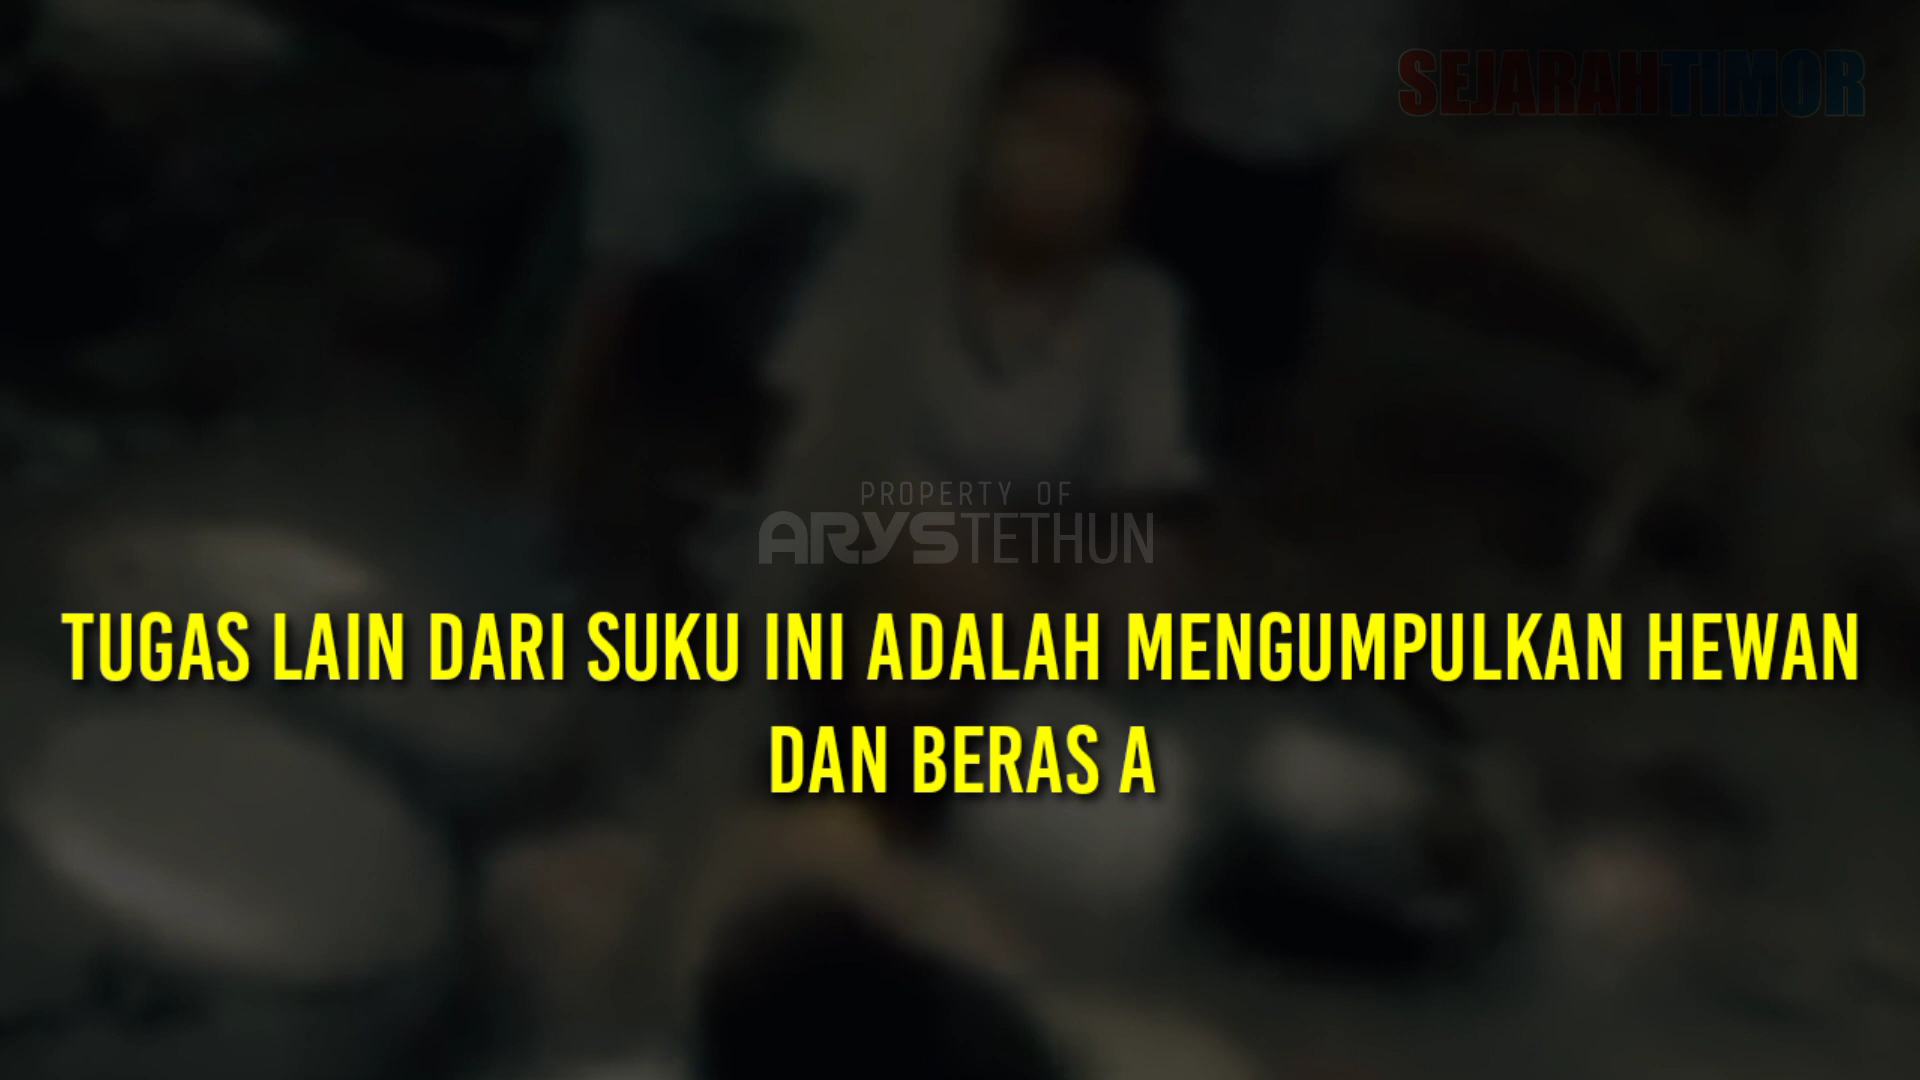 SEJARAHTIMOR
PROPERTY OF
ARYSTETHUN
TUGAS LAIN DARI SUKU INI ADALAH MENGUMPULKAN HEWAN
DAN BERAS A